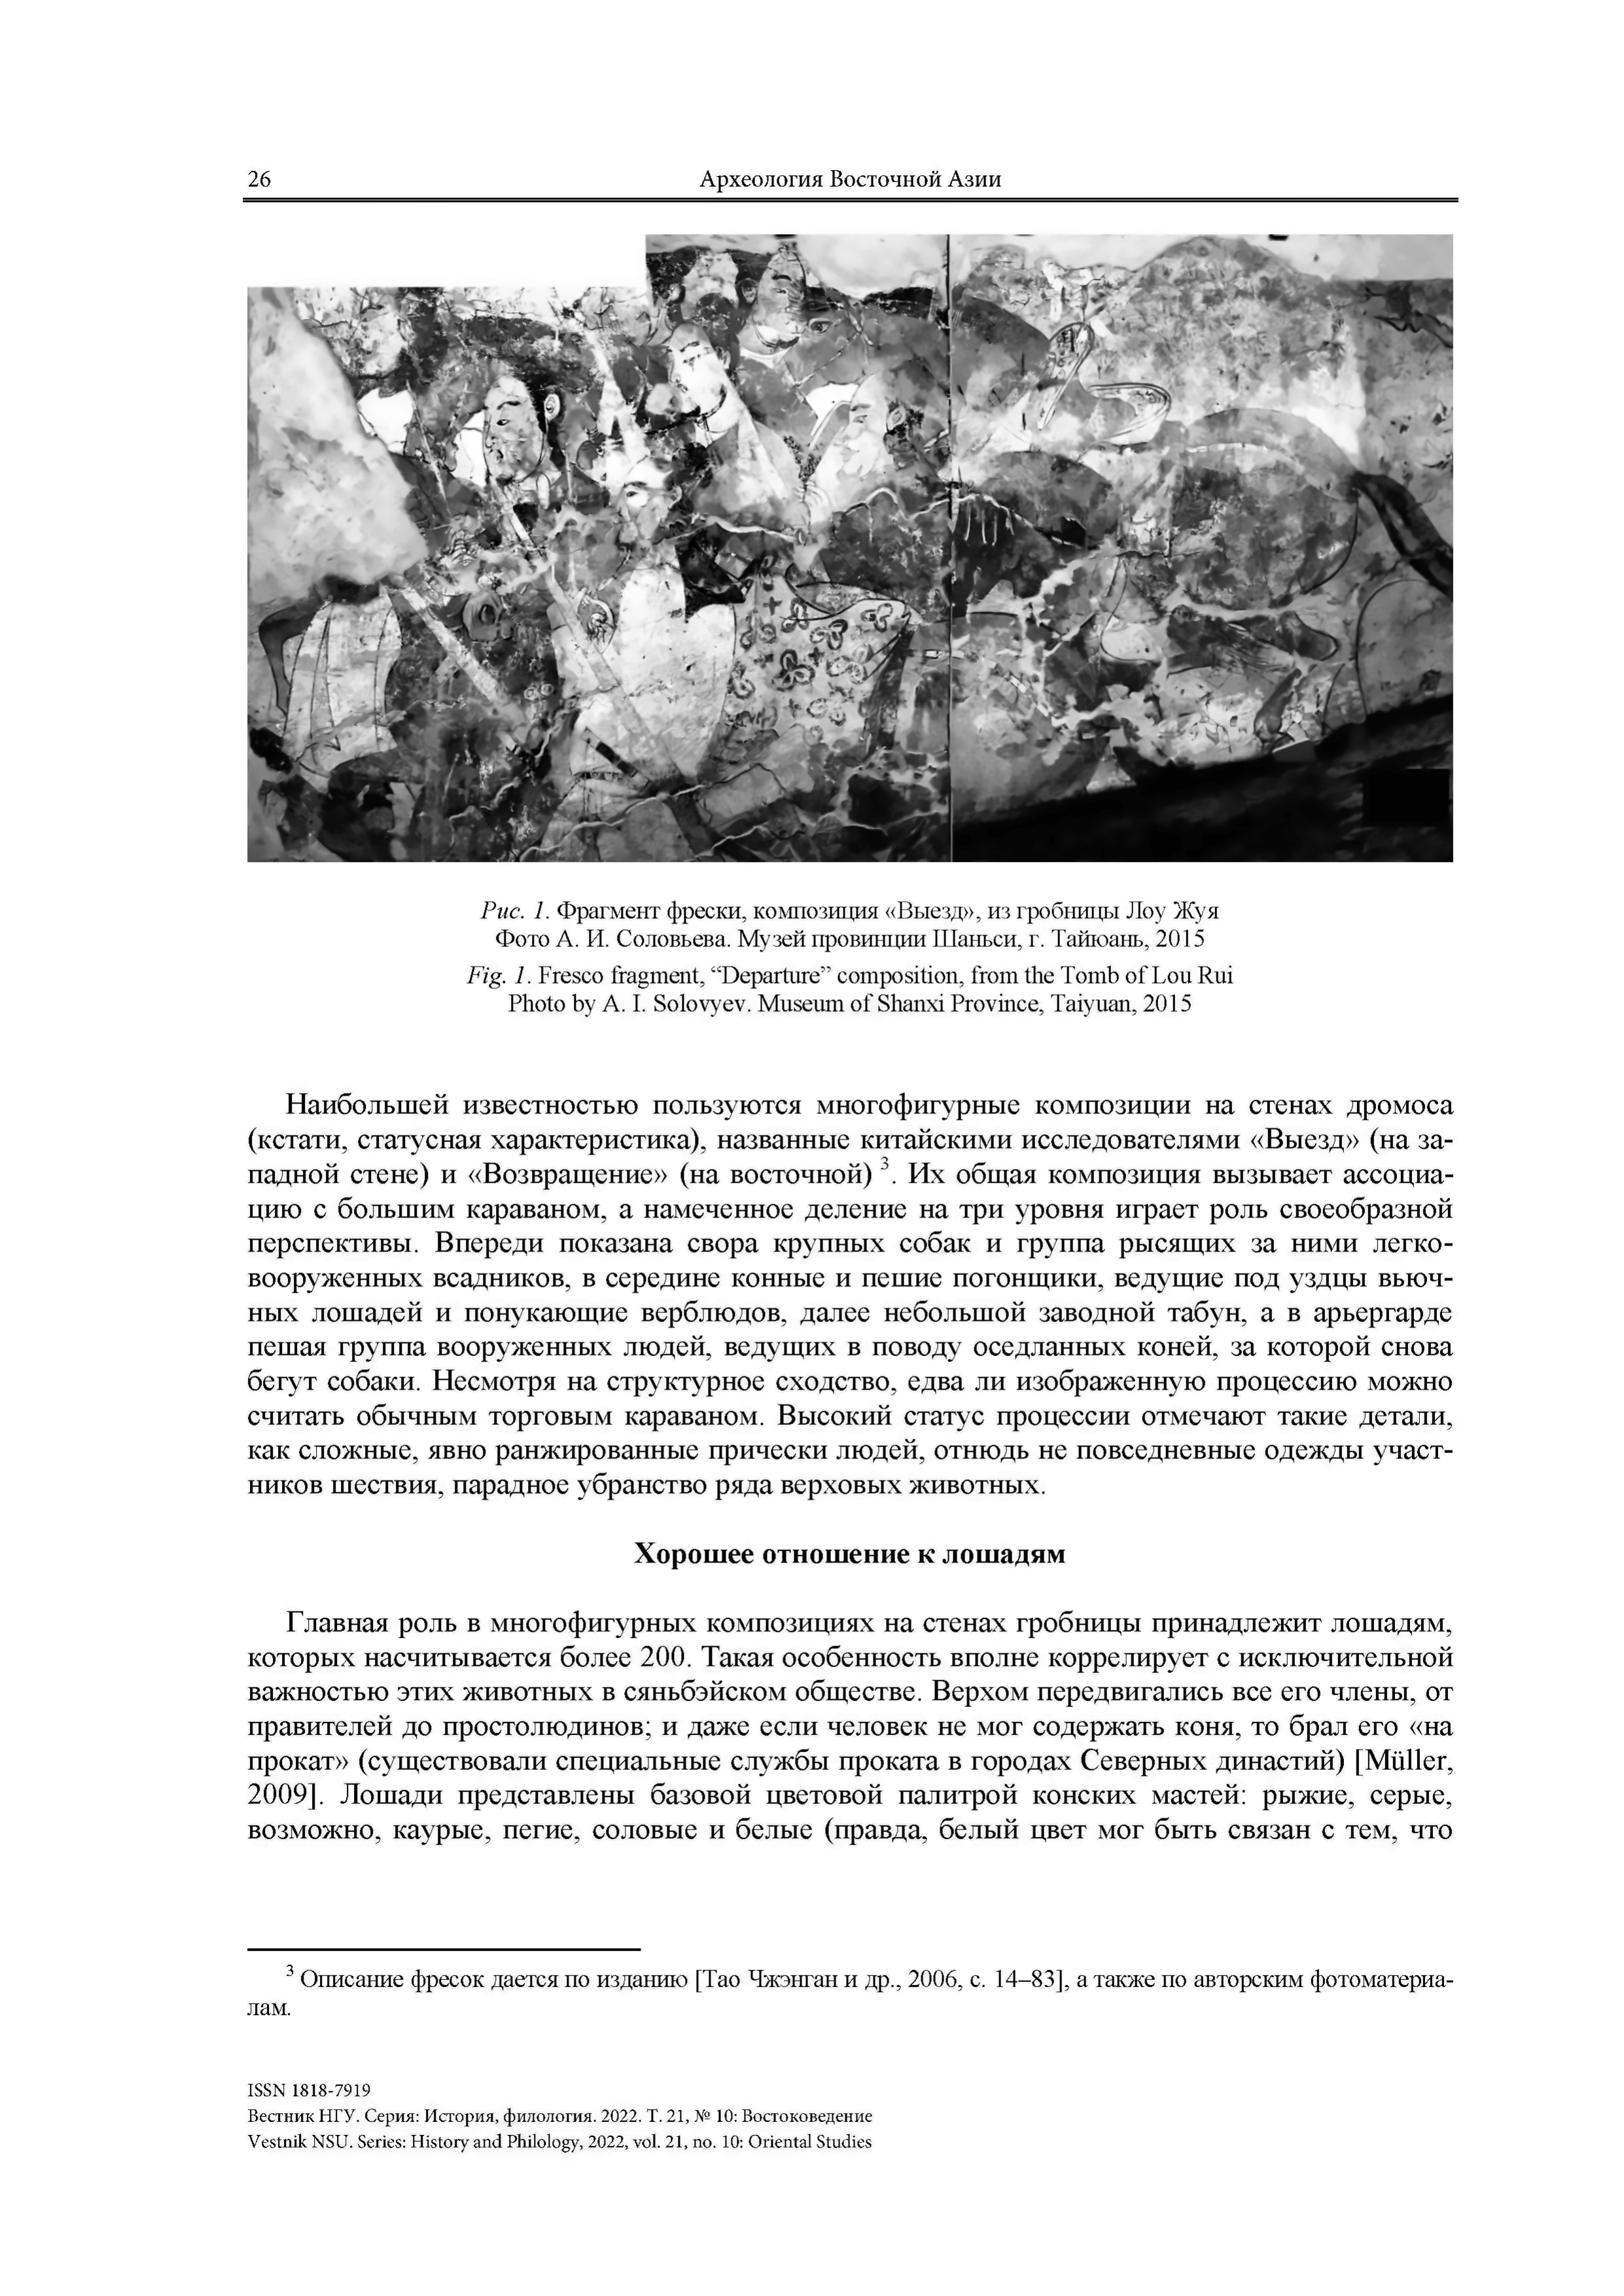 26
Археология Восточной Азии
Рис. 1. Фрагмент фрески, композиция «Выезд», из гробницы Лоу Жуя
Фото А. И. Соловьева. Музей провинции Шаньси, г. Тайюань, 2015
Fig. 1. Fresco fragment, “Departure” composition, from the Tomb of Lou Rui
Photo by A. I. Solovyev. Museum of Shanxi Province, Taiyuan, 2015
Наибольшей известностью пользуются многофигурные композиции на стенах дромоса
(кстати, статусная характеристика), названные китайскими исследователями «Выезд» (на за-
падной стене) и «Возвращение» (на восточной) 3. Их общая композиция вызывает ассоциа-
цию с большим караваном, а намеченное деление на три уровня играет роль своеобразной
перспективы. Впереди показана свора крупных собак и группа рысящих за ними легко-
вооруженных всадников, в середине конные и пешие погонщики, ведущие под уздцы вьюч-
ных лошадей и понукающие верблюдов, далее небольшой заводной табун, а в арьергарде
пешая группа вооруженных людей, ведущих в поводу оседланных коней, за которой снова
бегут собаки. Несмотря на структурное сходство, едва ли изображенную процессию можно
считать обычным торговым караваном. Высокий статус процессии отмечают такие детали,
как сложные, явно ранжированные прически людей, отнюдь не повседневные одежды участ-
ников шествия, парадное убранство ряда верховых животных.
Хорошее отношение к лошадям
Главная роль в многофигурных композициях на стенах гробницы принадлежит лошадям,
которых насчитывается более 200. Такая особенность вполне коррелирует с исключительной
важностью этих животных в сяньбэйском обществе. Верхом передвигались все его члены, от
правителей до простолюдинов; и даже если человек не мог содержать коня, то брал его «на
прокат» (существовали специальные службы проката в городах Северных династий) [Müller,
2009]. Лошади представлены базовой цветовой палитрой конских мастей: рыжие, серые,
возможно, каурые, пегие, соловые и белые (правда, белый цвет мог быть связан с тем, что
3 Описание фресок дается по изданию [Тао Чжэнган и др., 2006, с. 14–83], а также по авторским фотоматериа-
лам.
ISSN 1818-7919
Вестник НГУ. Серия: История, филология. 2022. Т. 21, № 10: Востоковедение
Vestnik NSU. Series: History and Philology, 2022, vol. 21, no. 10: Oriental Studies